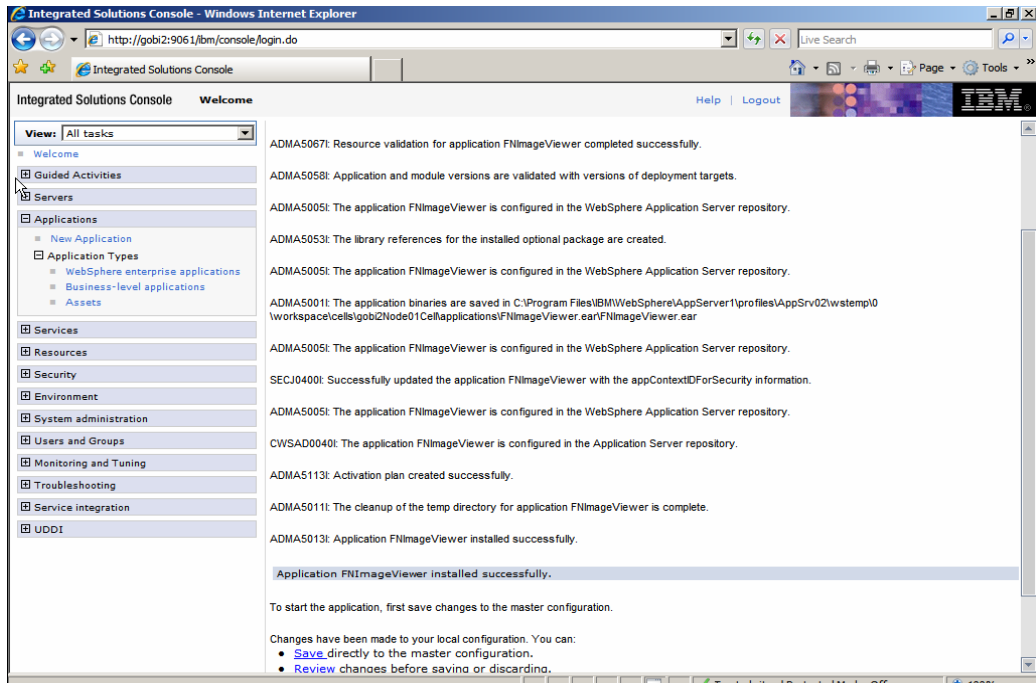 Integrated Solutions Console - Windows Internet Explorer
http://gobi2:9061/ibm/console/login.do
Live Search
Integrated Solutions Console
Page
Tools
Integrated Solutions Console Welcome
Help | Logout
IBM®
View: All tasks
Welcome
Guided Activities
Servers
Applications
New Application
Application Types
WebSphere enterprise applications
Business-level applications
Assets
Services
Resources
Security
Environment
System administration
Users and Groups
Monitoring and Tuning
Troubleshooting
Service integration
UDDI
ADMA5067I: Resource validation for application FNImageViewer completed successfully.
ADMA5058I: Application and module versions are validated with versions of deployment targets.
ADMA5005I: The application FNImageViewer is configured in the WebSphere Application Server repository.
ADMA5053I: The library references for the installed optional package are created.
ADMA5005I: The application FNImageViewer is configured in the WebSphere Application Server repository.
ADMA5001I: The application binaries are saved in C:\Program Files\IBM\WebSphere\AppServer1\profiles\AppSrv02\wstemp\0
\workspace\cells\gobi2Node01Cell\applications\FNImageViewer.ear\FNImageViewer.ear
ADMA5005I: The application FNImageViewer is configured in the WebSphere Application Server repository.
SECJ0400I: Successfully updated the application FNImageViewer with the appContextIDForSecurity information.
ADMA5005I: The application FNImageViewer is configured in the WebSphere Application Server repository.
CWSAD0040I: The application FNImageViewer is configured in the Application Server repository.
ADMA5113I: Activation plan created successfully.
ADMA5011I: The cleanup of the temp directory for application FNImageViewer is complete.
ADMA5013I: Application FNImageViewer installed successfully.
Application FNImageViewer installed successfully.
To start the application, first save changes to the master configuration.
Changes have been made to your local configuration. You can:
Save directly to the master configuration.
Review changes before saving or discarding.